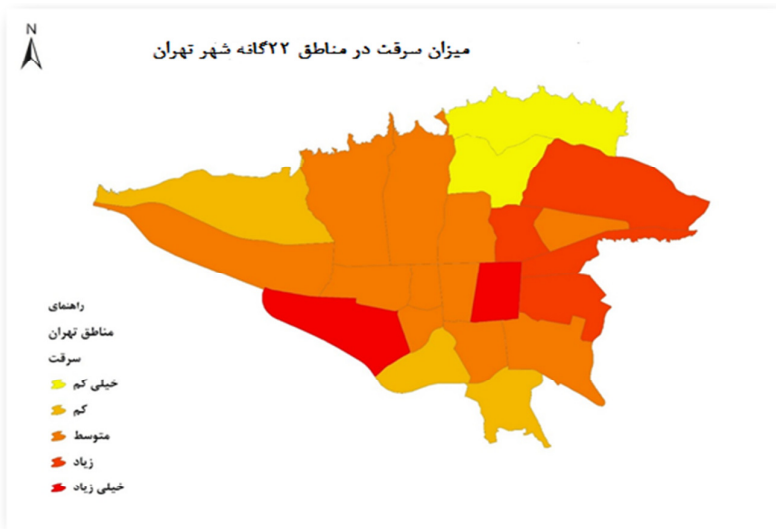 N
میزان سرقت در مناطق ۲۲گانه شهر تهران
راهنمای
مناطق تهران
سرقت
خیلی کم
کم
متوسط
زیاد
خیلی زیاد